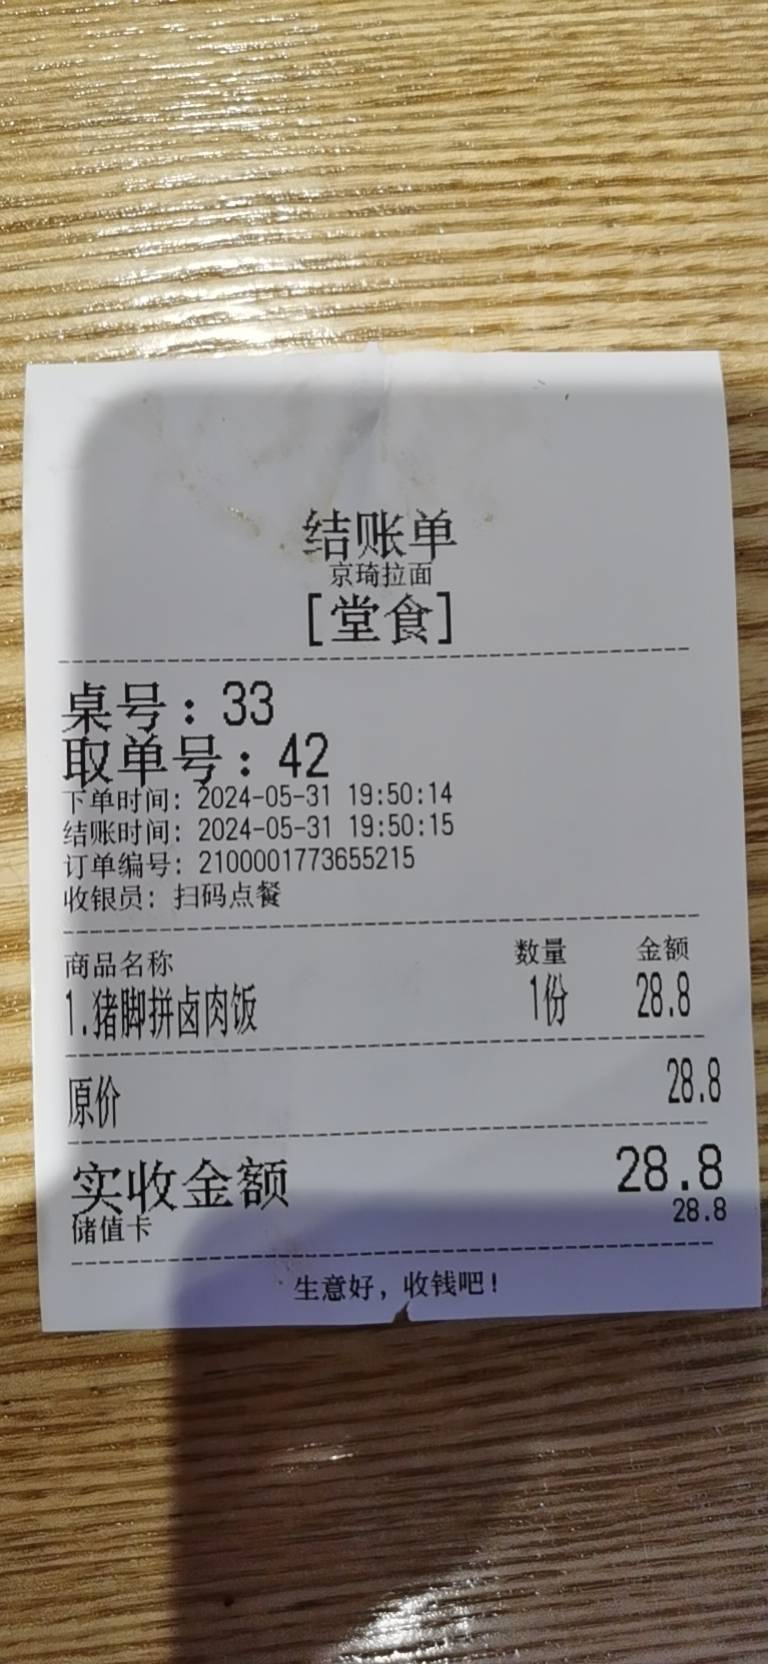 结账单
京琦拉面
[堂食]
桌号：33
取单号：42
下单时间：2024-05-31 19:50:14
结账时间：2024-05-31 19:50:15
订单编号：2100001773655215
收银员：扫码点餐
商品名称 数量 金额
1.猪脚拼卤肉饭 1份 28.8
原价 28.8
实收金额 28.8
储值卡 28.8
生意好，收钱吧！